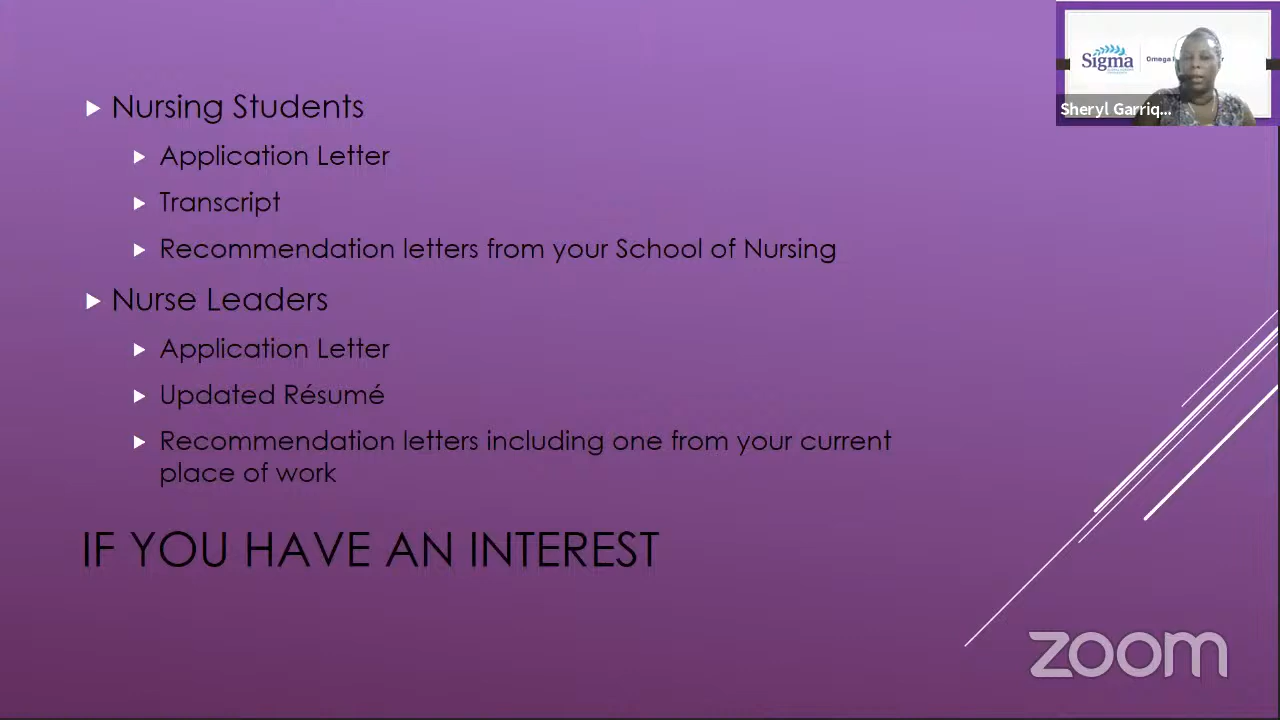 Nursing Students
Application Letter
Transcript
Recommendation letters from your School of Nursing
Nurse Leaders
Application Letter
Updated Résumé
Recommendation letters including one from your current
place of work
IF YOU HAVE AN INTEREST
Sigma
Omega
Sheryl Garriq...
zoom